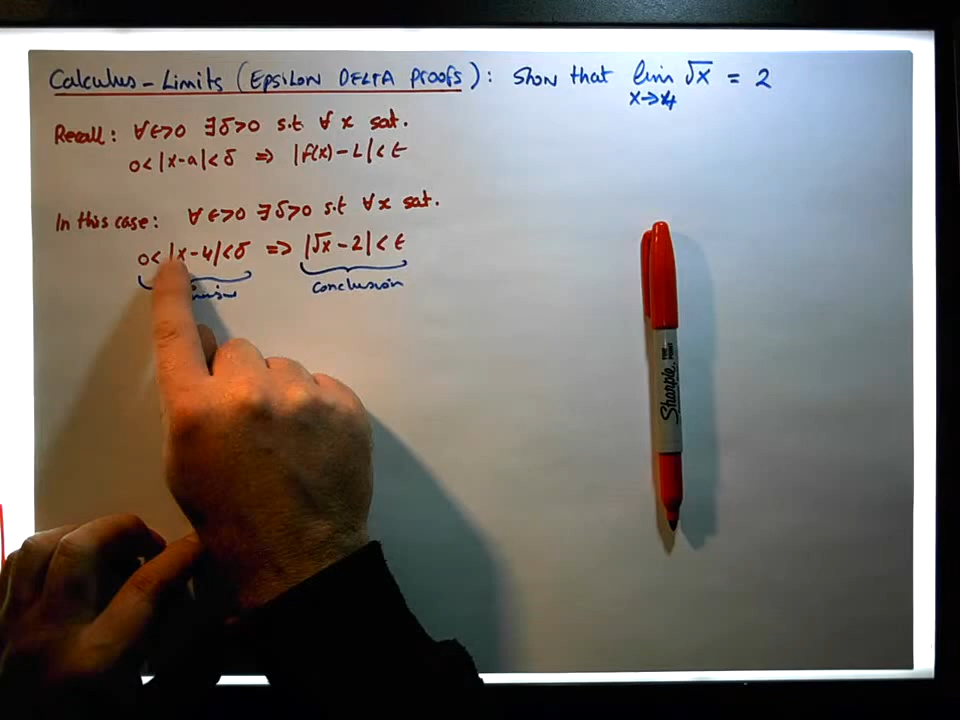 Calculus - Limits (EPSILON DELTA PROOFS): Show that lim √x = 2
x→4
Recall: ∀ε>0 ∃δ>0 s.t ∀ x sat.
0<|x-a|<δ ⇒ |f(x)-L|<ε
In this case: ∀ε>0 ∃δ>0 s.t ∀x sat.
0<|x-4|<δ ⇒ |√x-2|<ε
conclusion
Sharpie